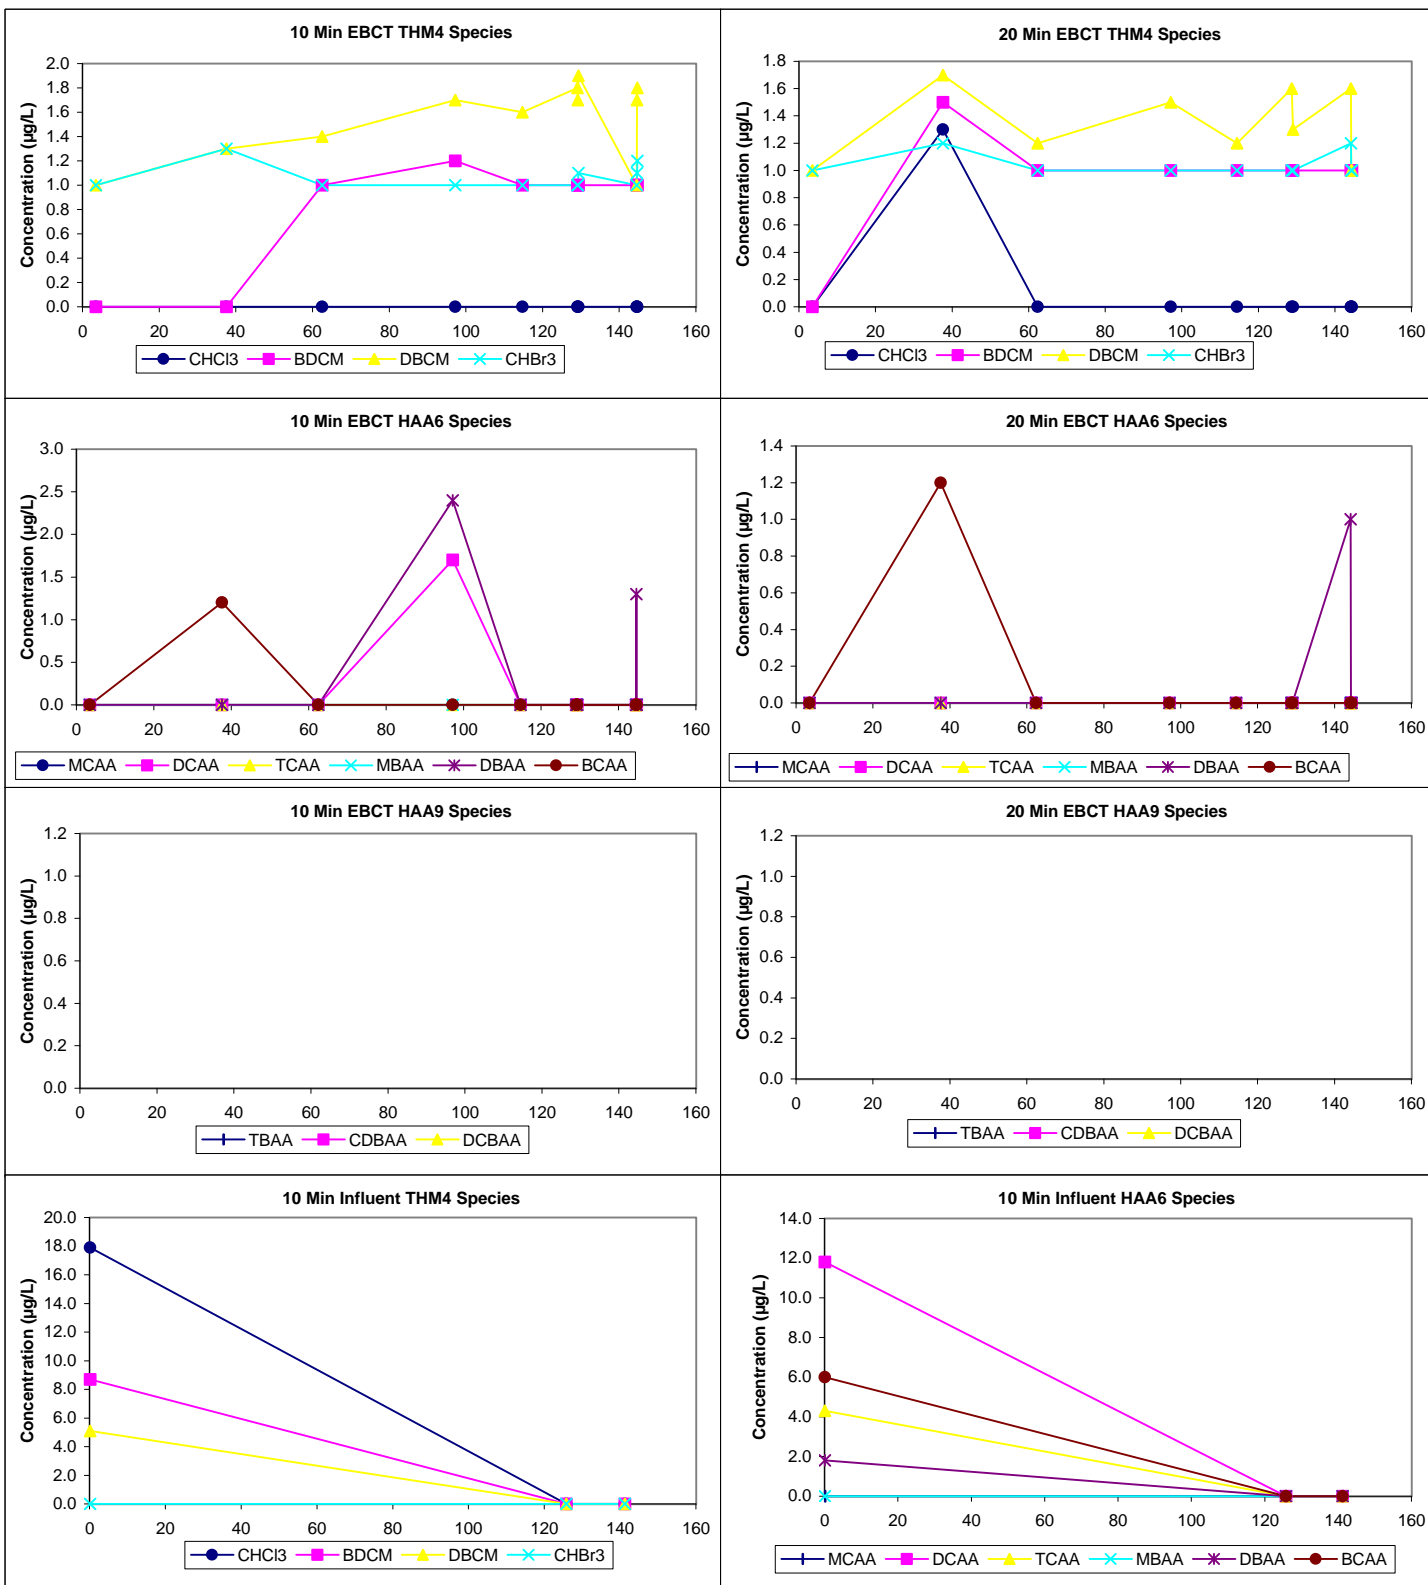 10 Min EBCT THM4 Species
Concentration (µg/L)
2.0
1.8
1.6
1.4
1.2
1.0
0.8
0.6
0.4
0.2
0.0
0 20 40 60 80 100 120 140 160
CHCl3 BDCM DBCM CHBr3
20 Min EBCT THM4 Species
Concentration (µg/L)
1.8
1.6
1.4
1.2
1.0
0.8
0.6
0.4
0.2
0.0
0 20 40 60 80 100 120 140 160
CHCl3 BDCM DBCM CHBr3
10 Min EBCT HAA6 Species
Concentration (µg/L)
3.0
2.5
2.0
1.5
1.0
0.5
0.0
0 20 40 60 80 100 120 140 160
MCAA DCAA TCAA MBAA DBAA BCAA
20 Min EBCT HAA6 Species
Concentration (µg/L)
1.4
1.2
1.0
0.8
0.6
0.4
0.2
0.0
0 20 40 60 80 100 120 140 160
MCAA DCAA TCAA MBAA DBAA BCAA
10 Min EBCT HAA9 Species
Concentration (µg/L)
1.2
1.0
0.8
0.6
0.4
0.2
0.0
0 20 40 60 80 100 120 140 160
TBAA CDBAA DCBAA
20 Min EBCT HAA9 Species
Concentration (µg/L)
1.2
1.0
0.8
0.6
0.4
0.2
0.0
0 20 40 60 80 100 120 140 160
TBAA CDBAA DCBAA
10 Min Influent THM4 Species
Concentration (µg/L)
20.0
18.0
16.0
14.0
12.0
10.0
8.0
6.0
4.0
2.0
0.0
0 20 40 60 80 100 120 140 160
CHCl3 BDCM DBCM CHBr3
10 Min Influent HAA6 Species
Concentration (µg/L)
14.0
12.0
10.0
8.0
6.0
4.0
2.0
0.0
0 20 40 60 80 100 120 140 160
MCAA DCAA TCAA MBAA DBAA BCAA